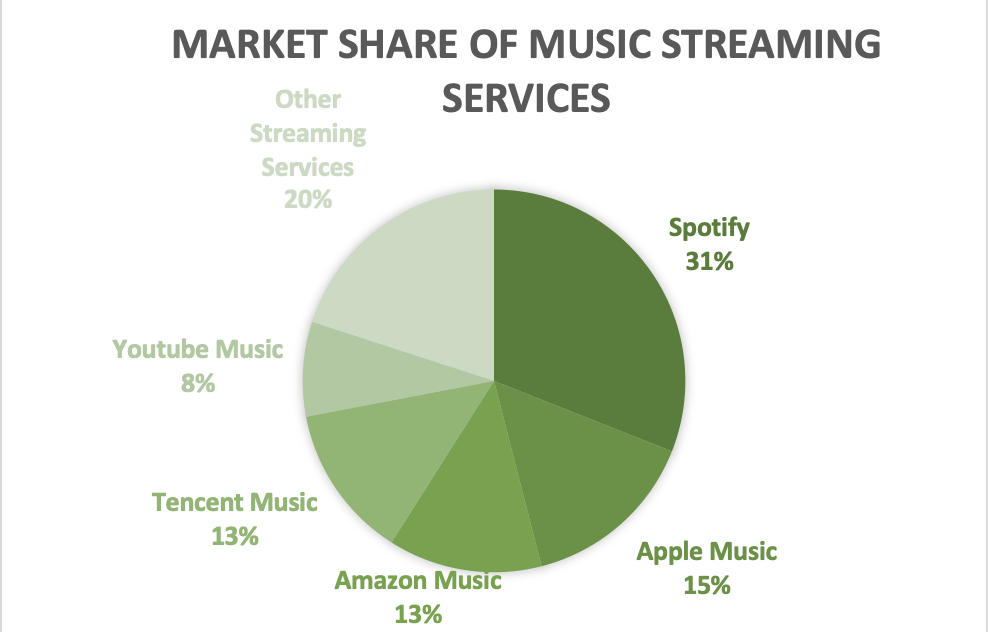 MARKET SHARE OF MUSIC STREAMING
SERVICES
Other
Streaming
Services
20%
Spotify
31%
Youtube Music
8%
Tencent Music
13%
Apple Music
15%
Amazon Music
13%